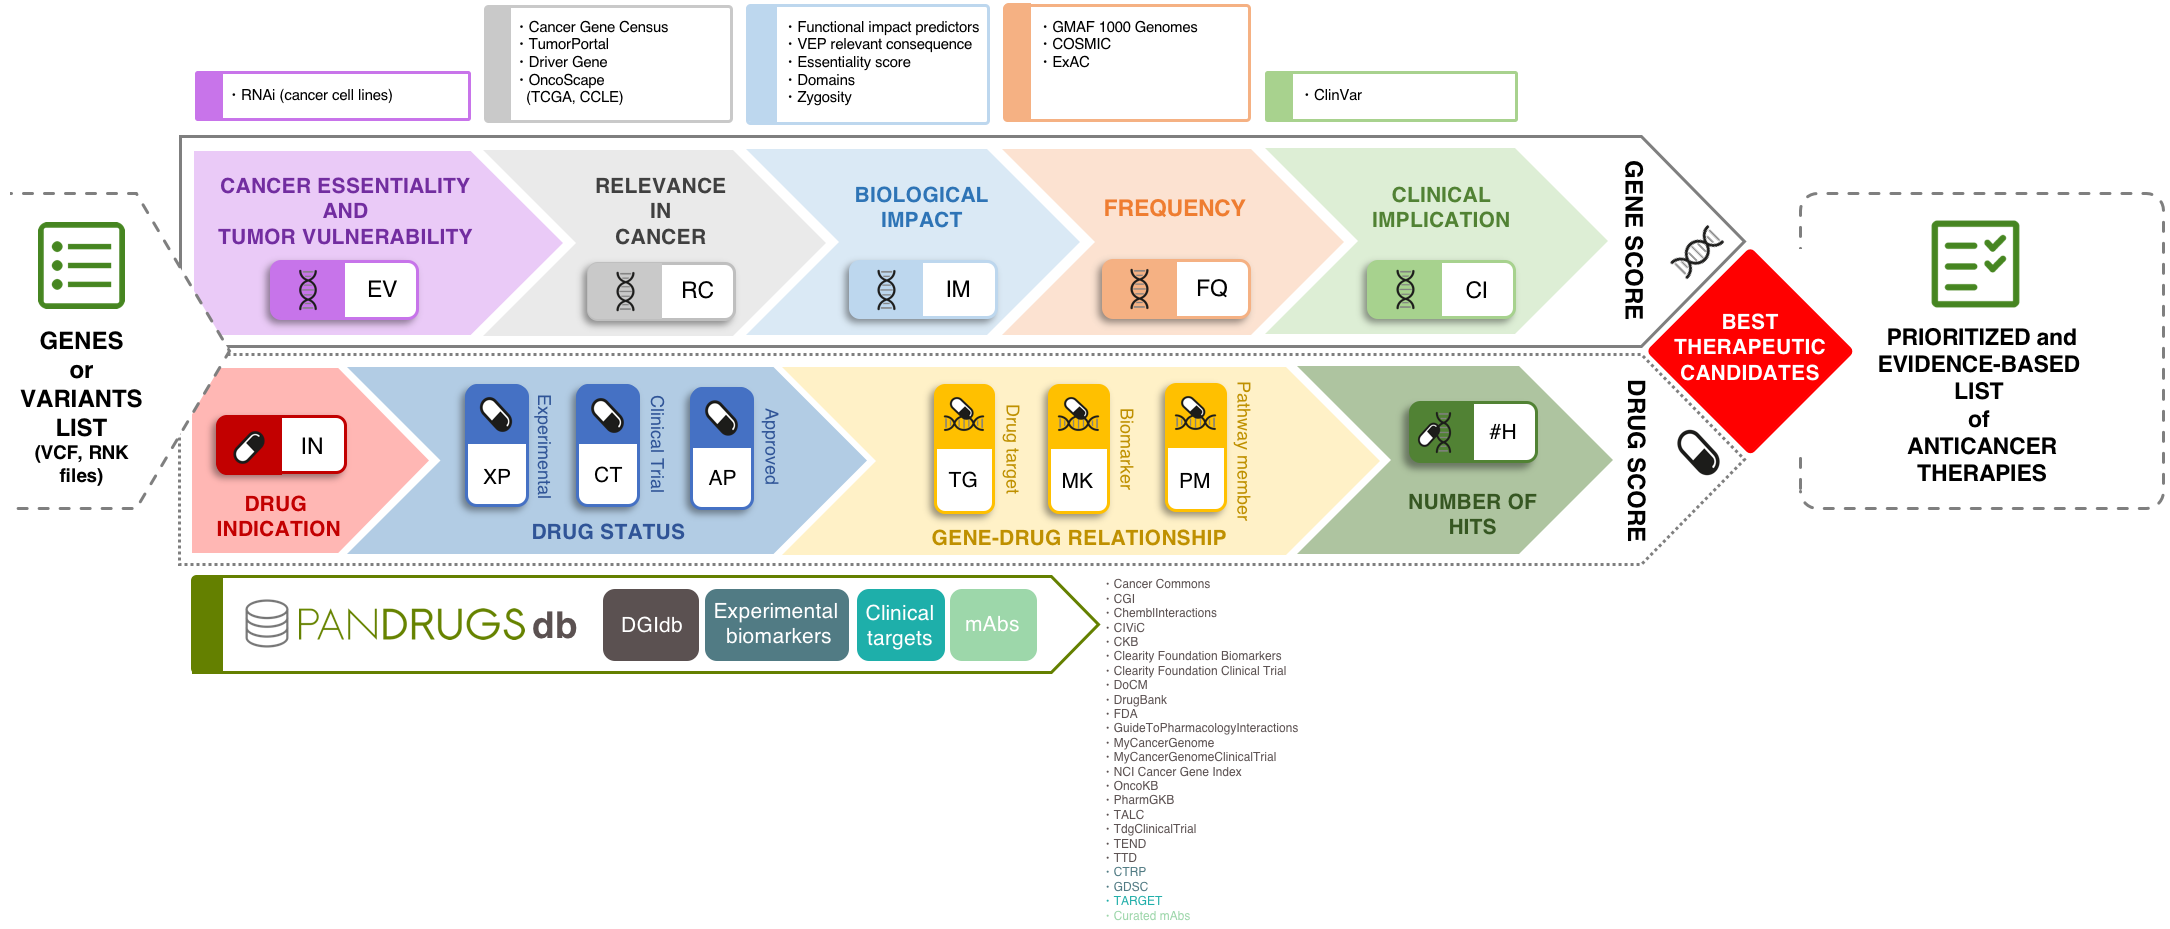 · RNAi (cancer cell lines)
· Cancer Gene Census
· TumorPortal
· Driver Gene
· OncoScape
(TCGA, CCLE)
· Functional impact predictors
· VEP relevant consequence
· Essentiality score
· Domains
· Zygosity
· GMAF 1000 Genomes
· COSMIC
· ExAC
· ClinVar
GENES
or
VARIANTS
LIST
(VCF, RNK
files)
CANCER ESSENTIALITY
AND
TUMOR VULNERABILITY
EV
RELEVANCE
IN
CANCER
RC
BIOLOGICAL
IMPACT
IM
FREQUENCY
FQ
CLINICAL
IMPLICATION
CI
GENE SCORE
IN
DRUG
INDICATION
XP
Experimental
CT
Clinical Trial
AP
Approved
DRUG STATUS
TG
Drug target
MK
Biomarker
PM
Pathway member
GENE-DRUG RELATIONSHIP
#H
NUMBER OF
HITS
DRUG SCORE
BEST
THERAPEUTIC
CANDIDATES
PRIORITIZED and
EVIDENCE-BASED
LIST
of
ANTICANCER
THERAPIES
PANDRUGS db
DGIdb
Experimental
biomarkers
Clinical
targets
mAbs
· Cancer Commons
· CGI
· ChemblInteractions
· CIViC
· CKB
· Clearity Foundation Biomarkers
· Clearity Foundation Clinical Trial
· DoCM
· DrugBank
· FDA
· GuideToPharmacologyInteractions
· MyCancerGenome
· MyCancerGenomeClinicalTrial
· NCI Cancer Gene Index
· OncoKB
· PharmGKB
· TALC
· TdgClinicalTrial
· TEND
· TTD
· CTRP
· GDSC
· TARGET
· Curated mAbs